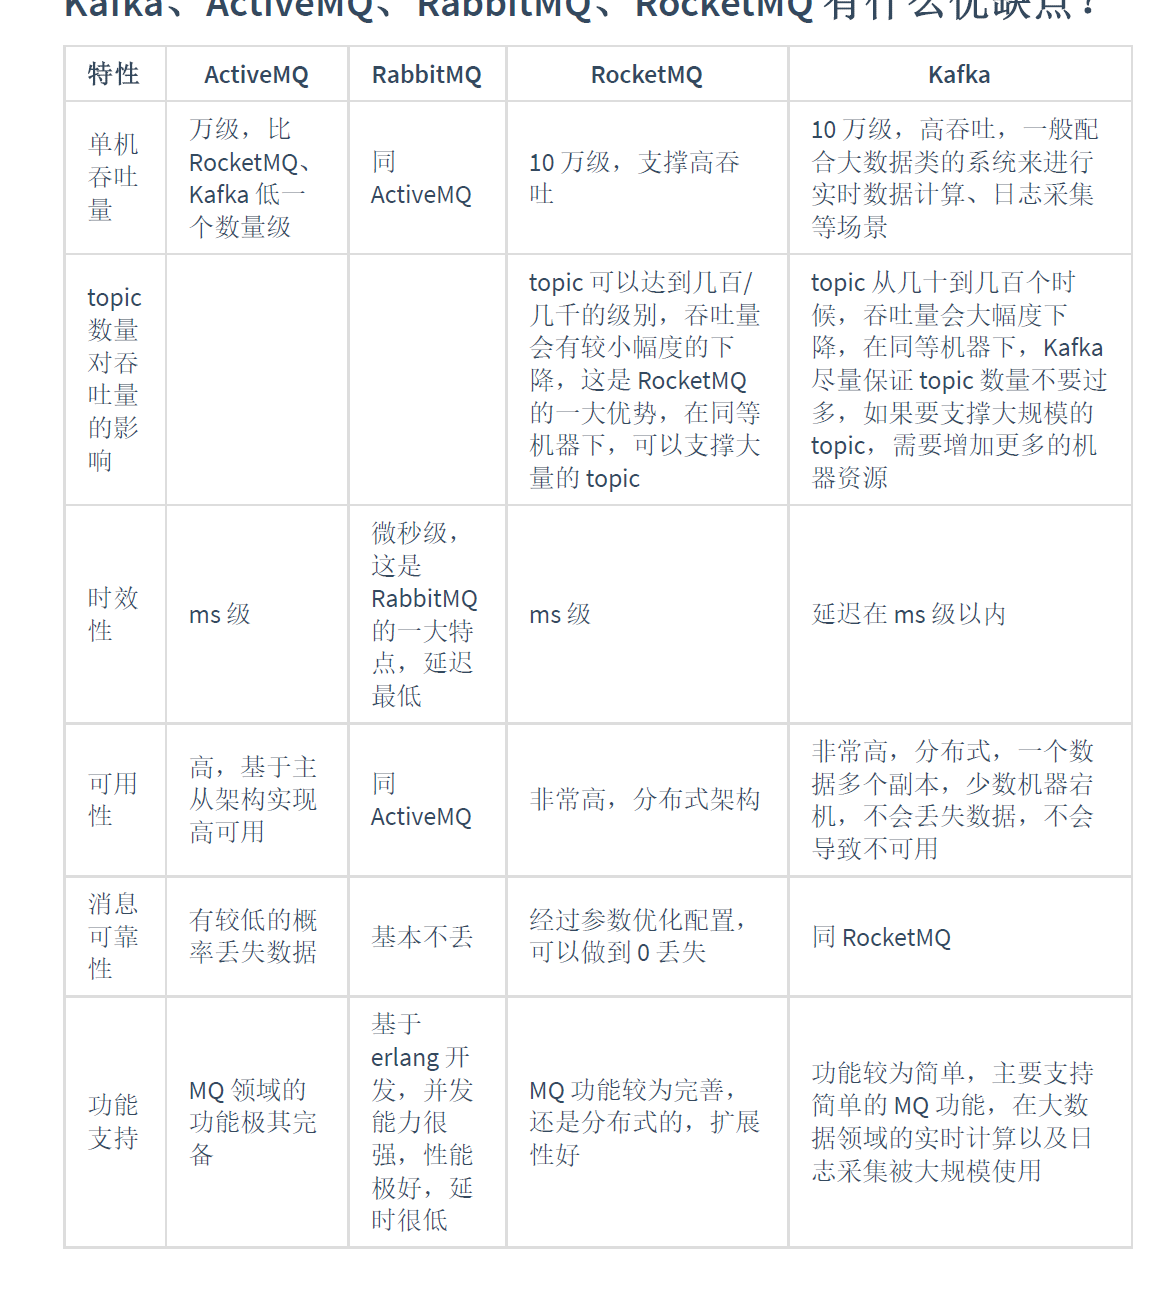 Kafka、ActiveMQ、RabbitMQ、RocketMQ 有什么优缺点？
特性
ActiveMQ
RabbitMQ
RocketMQ
Kafka
单机
吞吐
量
万级，比
RocketMQ、
Kafka 低一
个数量级
同
ActiveMQ
10 万级，支撑高吞
吐
10 万级，高吞吐，一般配
合大数据类的系统来进行
实时数据计算、日志采集
等场景
topic
数量
对吞
吐量
的影
响
topic 可以达到几百/
几千的级别，吞吐量
会有较小幅度的下
降，这是 RocketMQ
的一大优势，在同等
机器下，可以支撑大
量的 topic
topic 从几十到几百个时
候，吞吐量会大幅度下
降，在同等机器下，Kafka
尽量保证 topic 数量不要过
多，如果要支撑大规模的
topic，需要增加更多的机
器资源
时效
性
ms 级
微秒级，
这是
RabbitMQ
的一大特
点，延迟
最低
ms 级
延迟在 ms 级以内
可用
性
高，基于主
从架构实现
高可用
同
ActiveMQ
非常高，分布式架构
非常高，分布式，一个数
据多个副本，少数机器宕
机，不会丢失数据，不会
导致不可用
消息
可靠
性
有较低的概
率丢失数据
基本不丢
经过参数优化配置，
可以做到 0 丢失
同 RocketMQ
功能
支持
MQ 领域的
功能极其完
备
基于
erlang 开
发，并发
能力很
强，性能
极好，延
时很低
MQ 功能较为完善，
还是分布式的，扩展
性好
功能较为简单，主要支持
简单的 MQ 功能，在大数
据领域的实时计算以及日
志采集被大规模使用